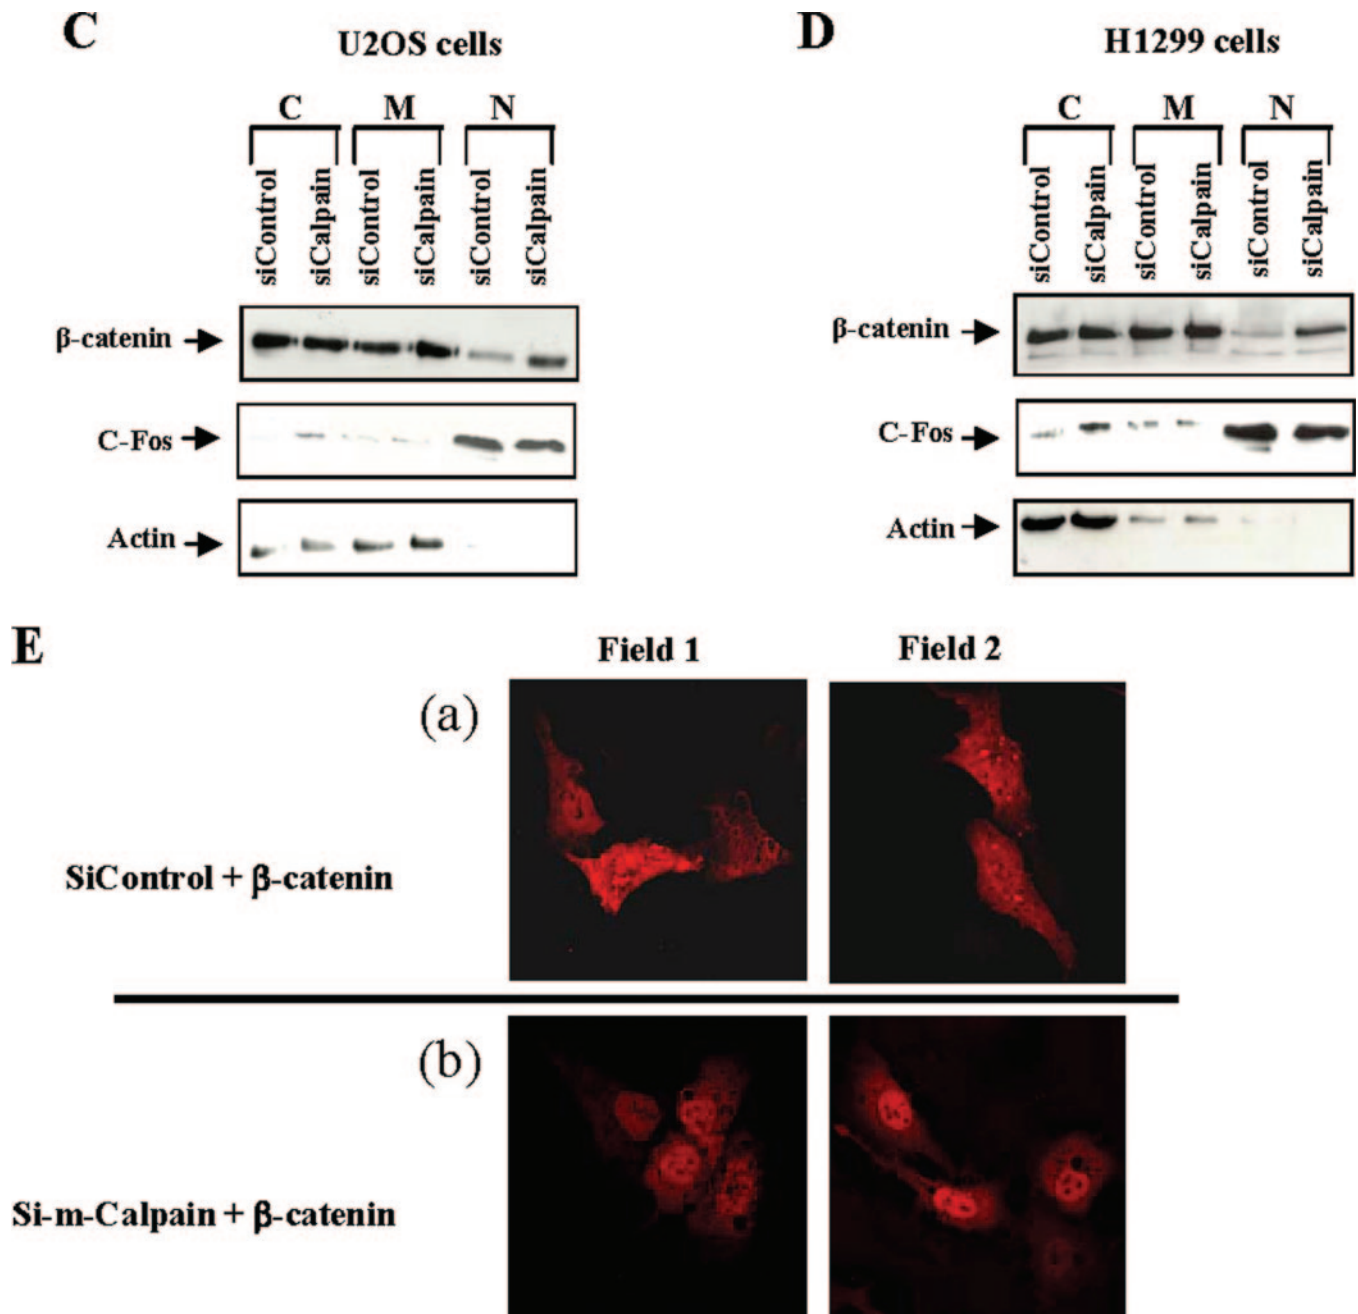 C
U2OS cells
C M N
siControl siCalpain siControl siCalpain siControl siCalpain
β-catenin
C-Fos
Actin
D
H1299 cells
C M N
siControl siCalpain siControl siCalpain siControl siCalpain
β-catenin
C-Fos
Actin
E
Field 1 Field 2
(a)
SiControl + β-catenin
(b)
Si-m-Calpain + β-catenin